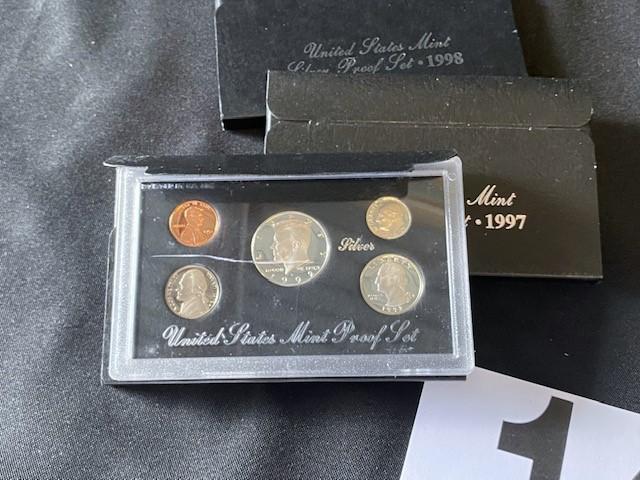 United States Mint
Silver Proof Set • 1998
Mint
• 1997
Silver
United States Mint Proof Set
1